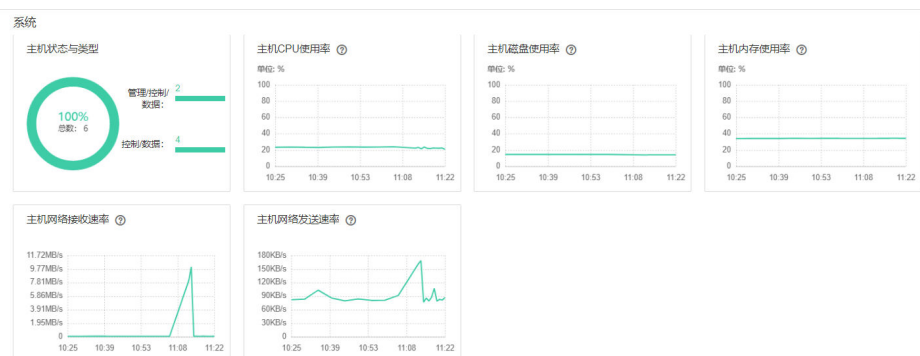 系统
主机状态与类型
100%
总数： 6
管理/控制/
数据：
2
控制/数据：
4
主机CPU使用率 ?
单位: %
100
80
60
40
20
0
10:25 10:39 10:53 11:08 11:22
主机磁盘使用率 ?
单位: %
100
80
60
40
20
0
10:25 10:39 10:53 11:08 11:22
主机内存使用率 ?
单位: %
100
80
60
40
20
0
10:25 10:39 10:53 11:08 11:22
主机网络接收速率 ?
11.72MB/s
9.77MB/s
7.81MB/s
5.86MB/s
3.91MB/s
1.95MB/s
0
10:25 10:39 10:53 11:08 11:22
主机网络发送速率 ?
180KB/s
150KB/s
120KB/s
90KB/s
60KB/s
30KB/s
0
10:25 10:39 10:53 11:08 11:22